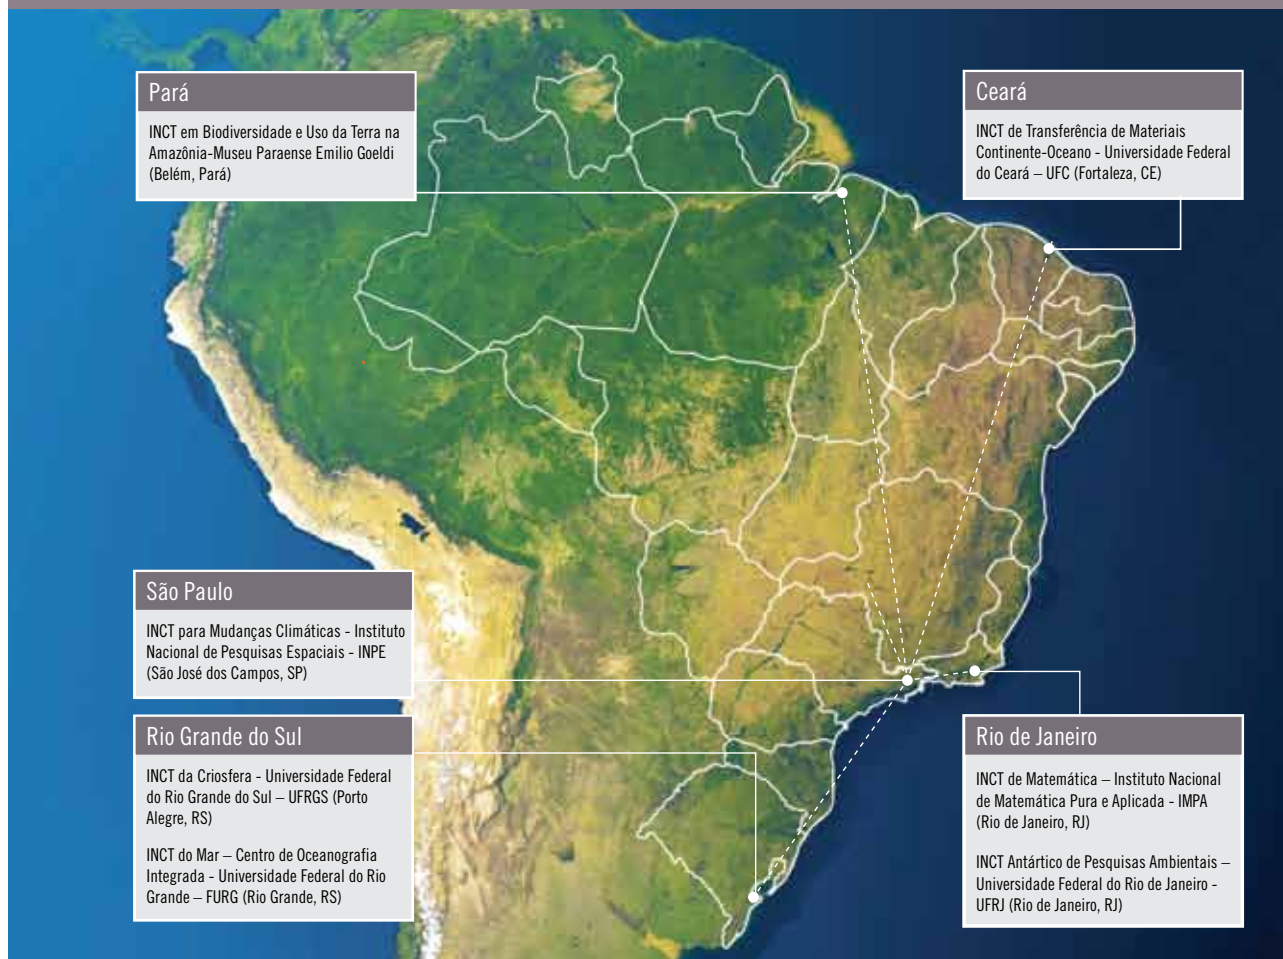 Pará
INCT em Biodiversidade e Uso da Terra na
Amazônia-Museu Paraense Emilio Goeldi
(Belém, Pará)
Ceará
INCT de Transferência de Materiais
Continente-Oceano - Universidade Federal
do Ceará – UFC (Fortaleza, CE)
São Paulo
INCT para Mudanças Climáticas - Instituto
Nacional de Pesquisas Espaciais - INPE
(São José dos Campos, SP)
Rio Grande do Sul
INCT da Criosfera - Universidade Federal
do Rio Grande do Sul – UFRGS (Porto
Alegre, RS)
INCT do Mar – Centro de Oceanografia
Integrada - Universidade Federal do Rio
Grande – FURG (Rio Grande, RS)
Rio de Janeiro
INCT de Matemática – Instituto Nacional
de Matemática Pura e Aplicada - IMPA
(Rio de Janeiro, RJ)
INCT Antártico de Pesquisas Ambientais –
Universidade Federal do Rio de Janeiro -
UFRJ (Rio de Janeiro, RJ)